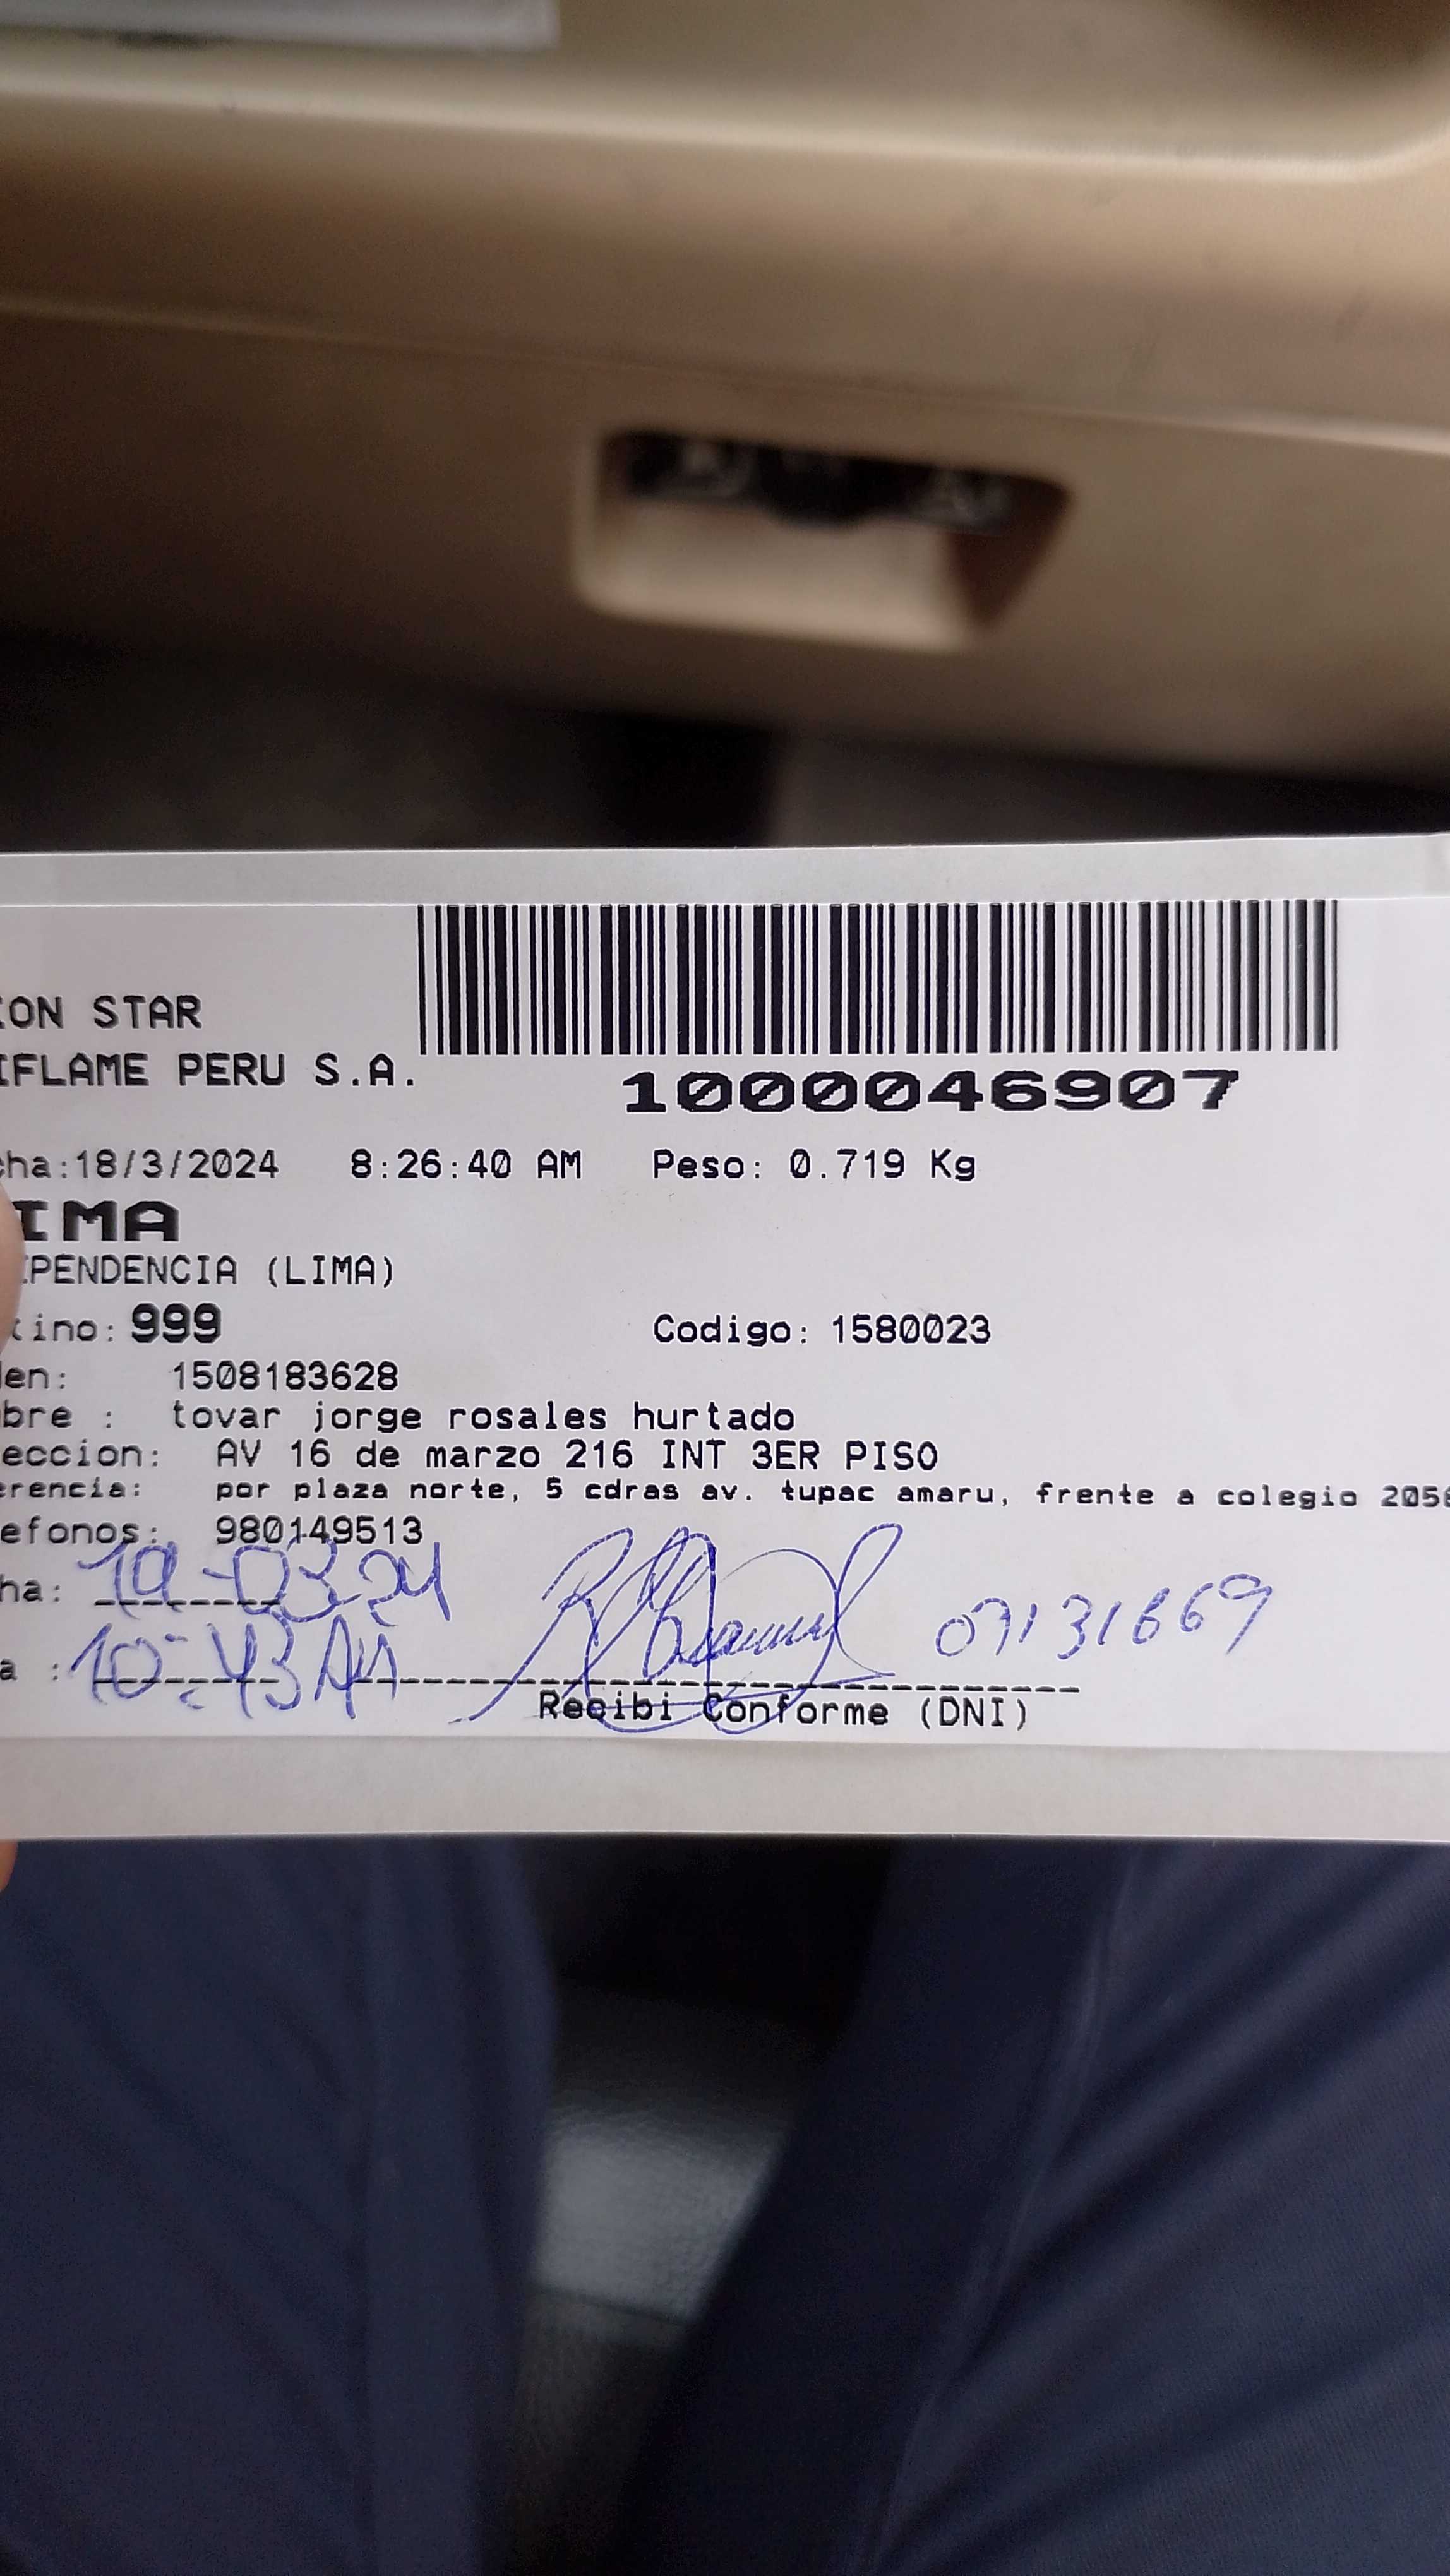 ION STAR
IFLAME PERU S.A.
1000046907
cha:18/3/2024 8:26:40 AM Peso: 0.719 Kg
IMA
EPENDENCIA (LIMA)
tino: 999 Codigo: 1580023
den: 1508183628
bre : tovar jorge rosales hurtado
eccion: AV 16 de marzo 216 INT 3ER PISO
erencia: por plaza norte, 5 cdras av. tupac amaru, frente a colegio 2056
efonos: 980149513
ha: 19-03-24 07131669
a : 10:43 AM
Recibi Conforme (DNI)